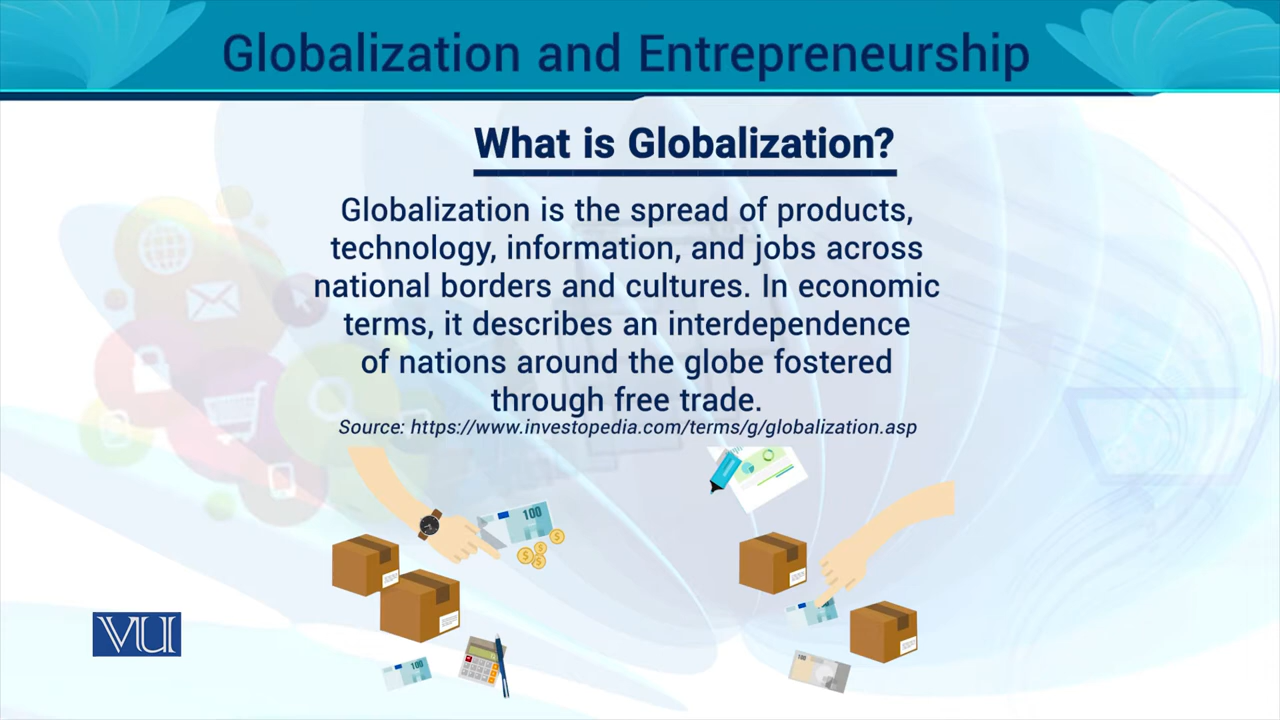 Globalization and Entrepreneurship
What is Globalization?
Globalization is the spread of products,
technology, information, and jobs across
national borders and cultures. In economic
terms, it describes an interdependence
of nations around the globe fostered
through free trade.
Source: https://www.investopedia.com/terms/g/globalization.asp
100
100
100
VU